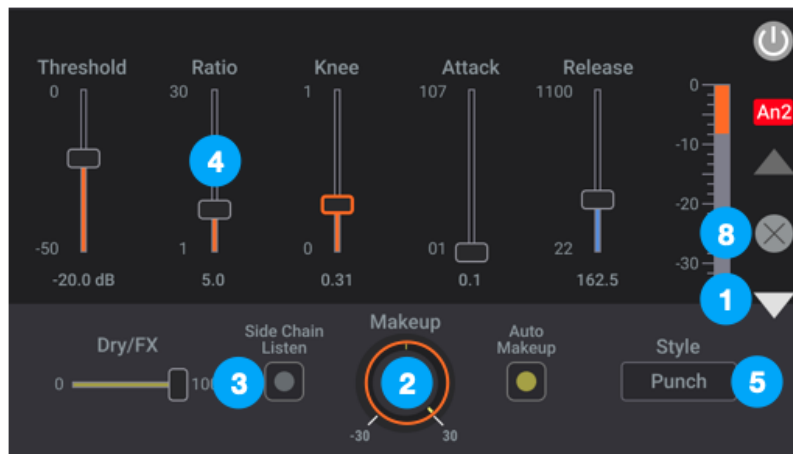 Threshold Ratio Knee Attack Release
0 30 1 107 1100 0
An2
-10
4
-20
8
-50 1 0 01 22
-30
-20.0 dB 5.0 0.31 0.1 162.5
1
Makeup
Side Chain Listen
Auto Makeup
Dry/FX
Style
0 100 3 2 Punch 5
-30 30